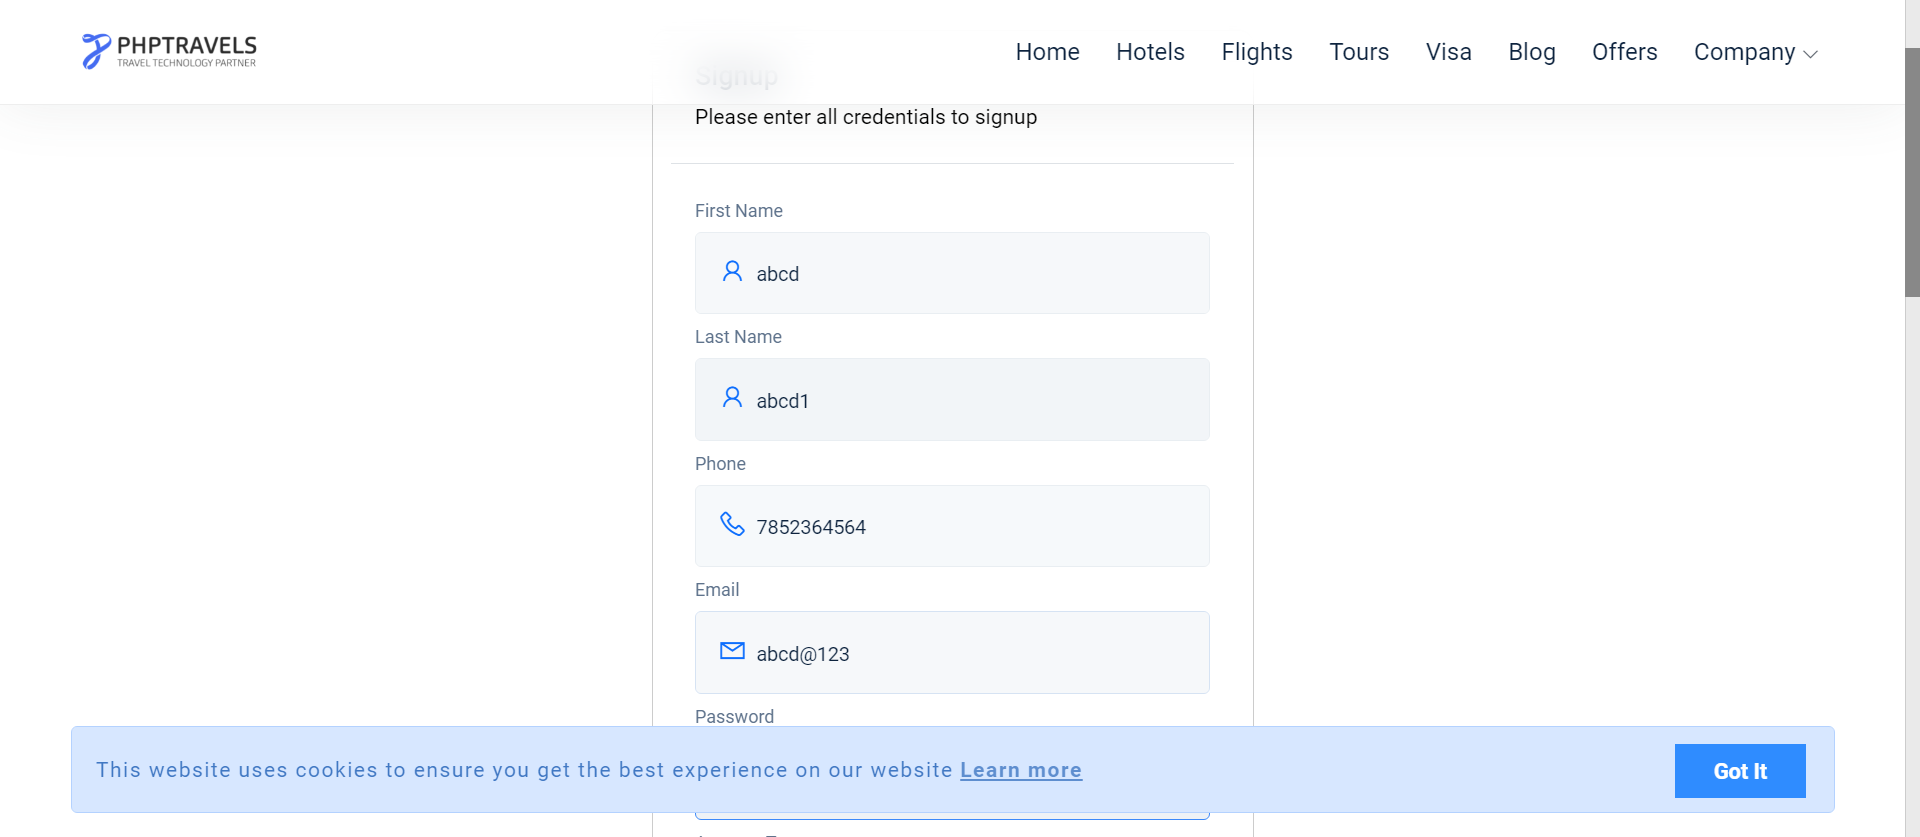 PHPTRAVELS
TRAVEL TECHNOLOGY PARTNER
Home Hotels Flights Tours Visa Blog Offers Company
Signup
Please enter all credentials to signup
First Name
abcd
Last Name
abcd1
Phone
7852364564
Email
abcd@123
Password
This website uses cookies to ensure you get the best experience on our website Learn more
Got It